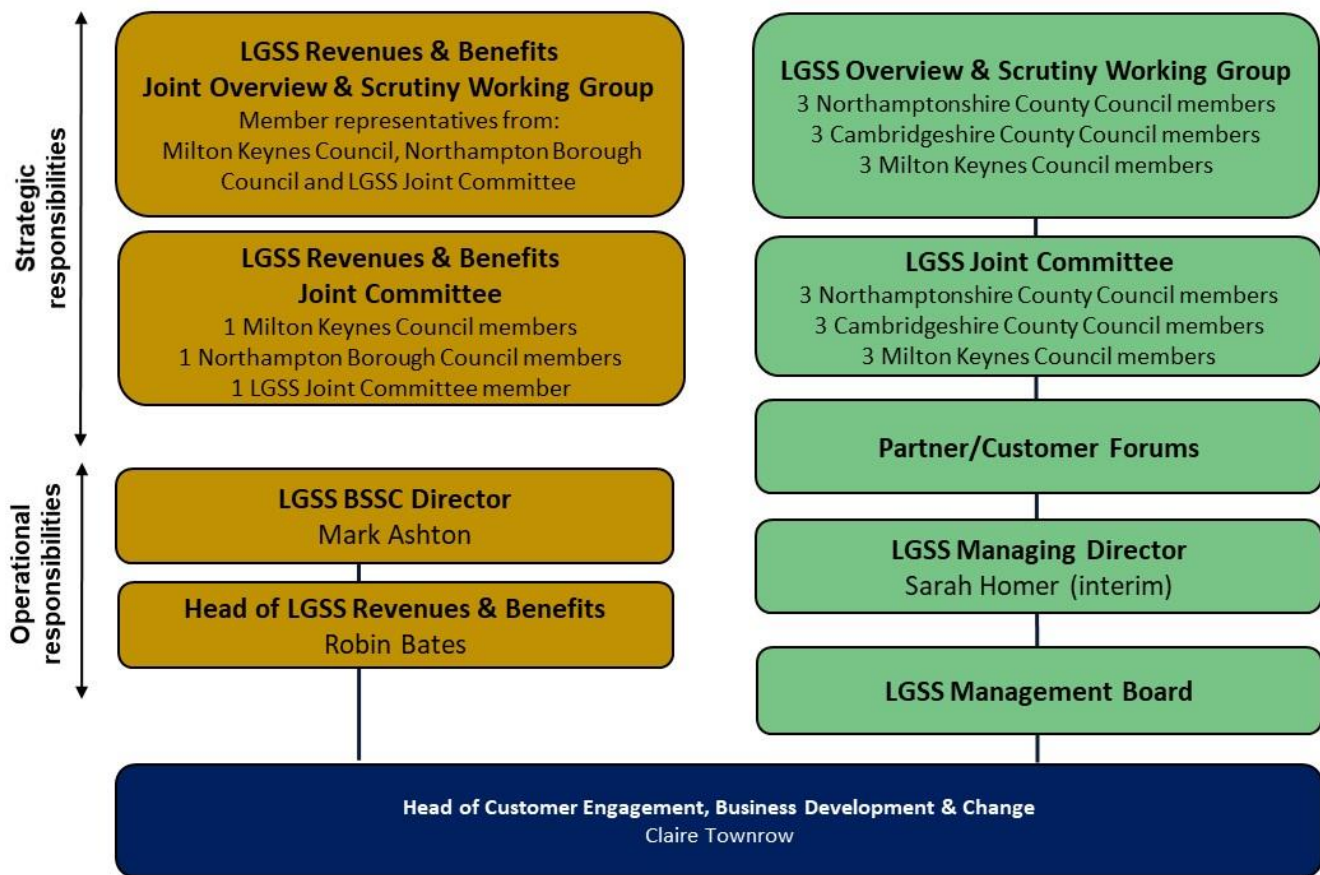 Strategic
responsibilities
LGSS Revenues & Benefits
Joint Overview & Scrutiny Working Group
Member representatives from:
Milton Keynes Council, Northampton Borough
Council and LGSS Joint Committee
LGSS Revenues & Benefits
Joint Committee
1 Milton Keynes Council members
1 Northampton Borough Council members
1 LGSS Joint Committee member
Operational
responsibilities
LGSS BSSC Director
Mark Ashton
Head of LGSS Revenues & Benefits
Robin Bates
LGSS Overview & Scrutiny Working Group
3 Northamptonshire County Council members
3 Cambridgeshire County Council members
3 Milton Keynes Council members
LGSS Joint Committee
3 Northamptonshire County Council members
3 Cambridgeshire County Council members
3 Milton Keynes Council members
Partner/Customer Forums
LGSS Managing Director
Sarah Homer (interim)
LGSS Management Board
Head of Customer Engagement, Business Development & Change
Claire Townrow